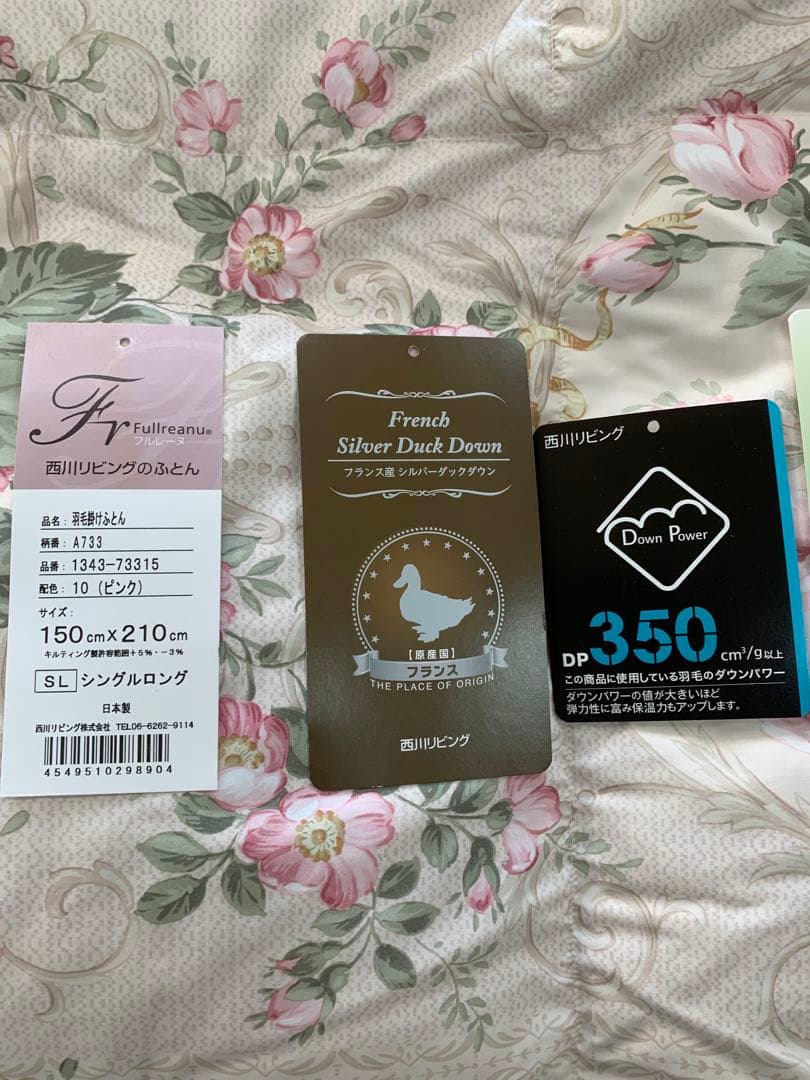 Fr Fullreanu®
フルレーヌ
西川リビングのふとん
品名: 羽毛掛けふとん
柄番: A733
品番: 1343-73315
配色: 10 (ピンク)
サイズ:
150cm×210cm
キルティング製許容範囲+5%・-3%
SL シングルロング
日本製
西川リビング株式会社 TEL06-6262-9114
4549510298904
French
Silver Duck Down
フランス産 シルバーダックダウン
【原産国】
フランス
THE PLACE OF ORIGIN
西川リビング
西川リビング
Down Power
DP350cm³/g以上
この商品に使用している羽毛のダウンパワー
ダウンパワーの値が大きいほど
弾力性に富み保温力もアップします。